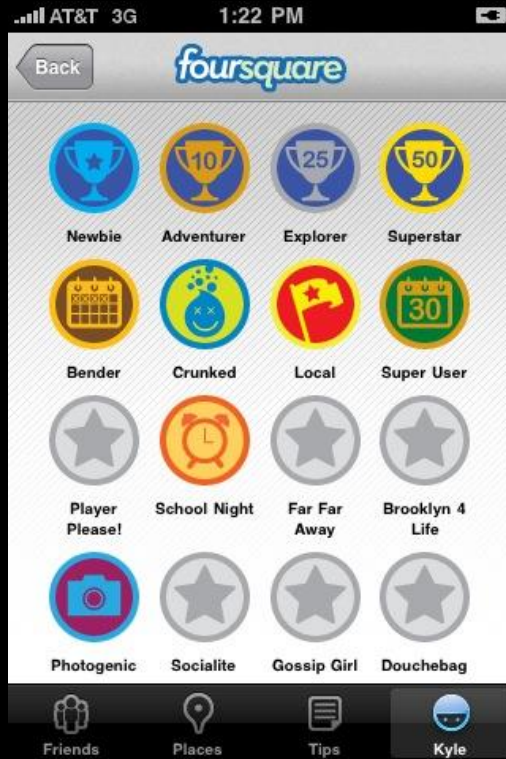 AT&T 3G 1:22 PM
Back foursquare
10 25 50
Newbie Adventurer Explorer Superstar
30
Bender Crunked Local Super User
Player Please! School Night Far Far Away Brooklyn 4 Life
Photogenic Socialite Gossip Girl Douchebag
Friends Places Tips Kyle